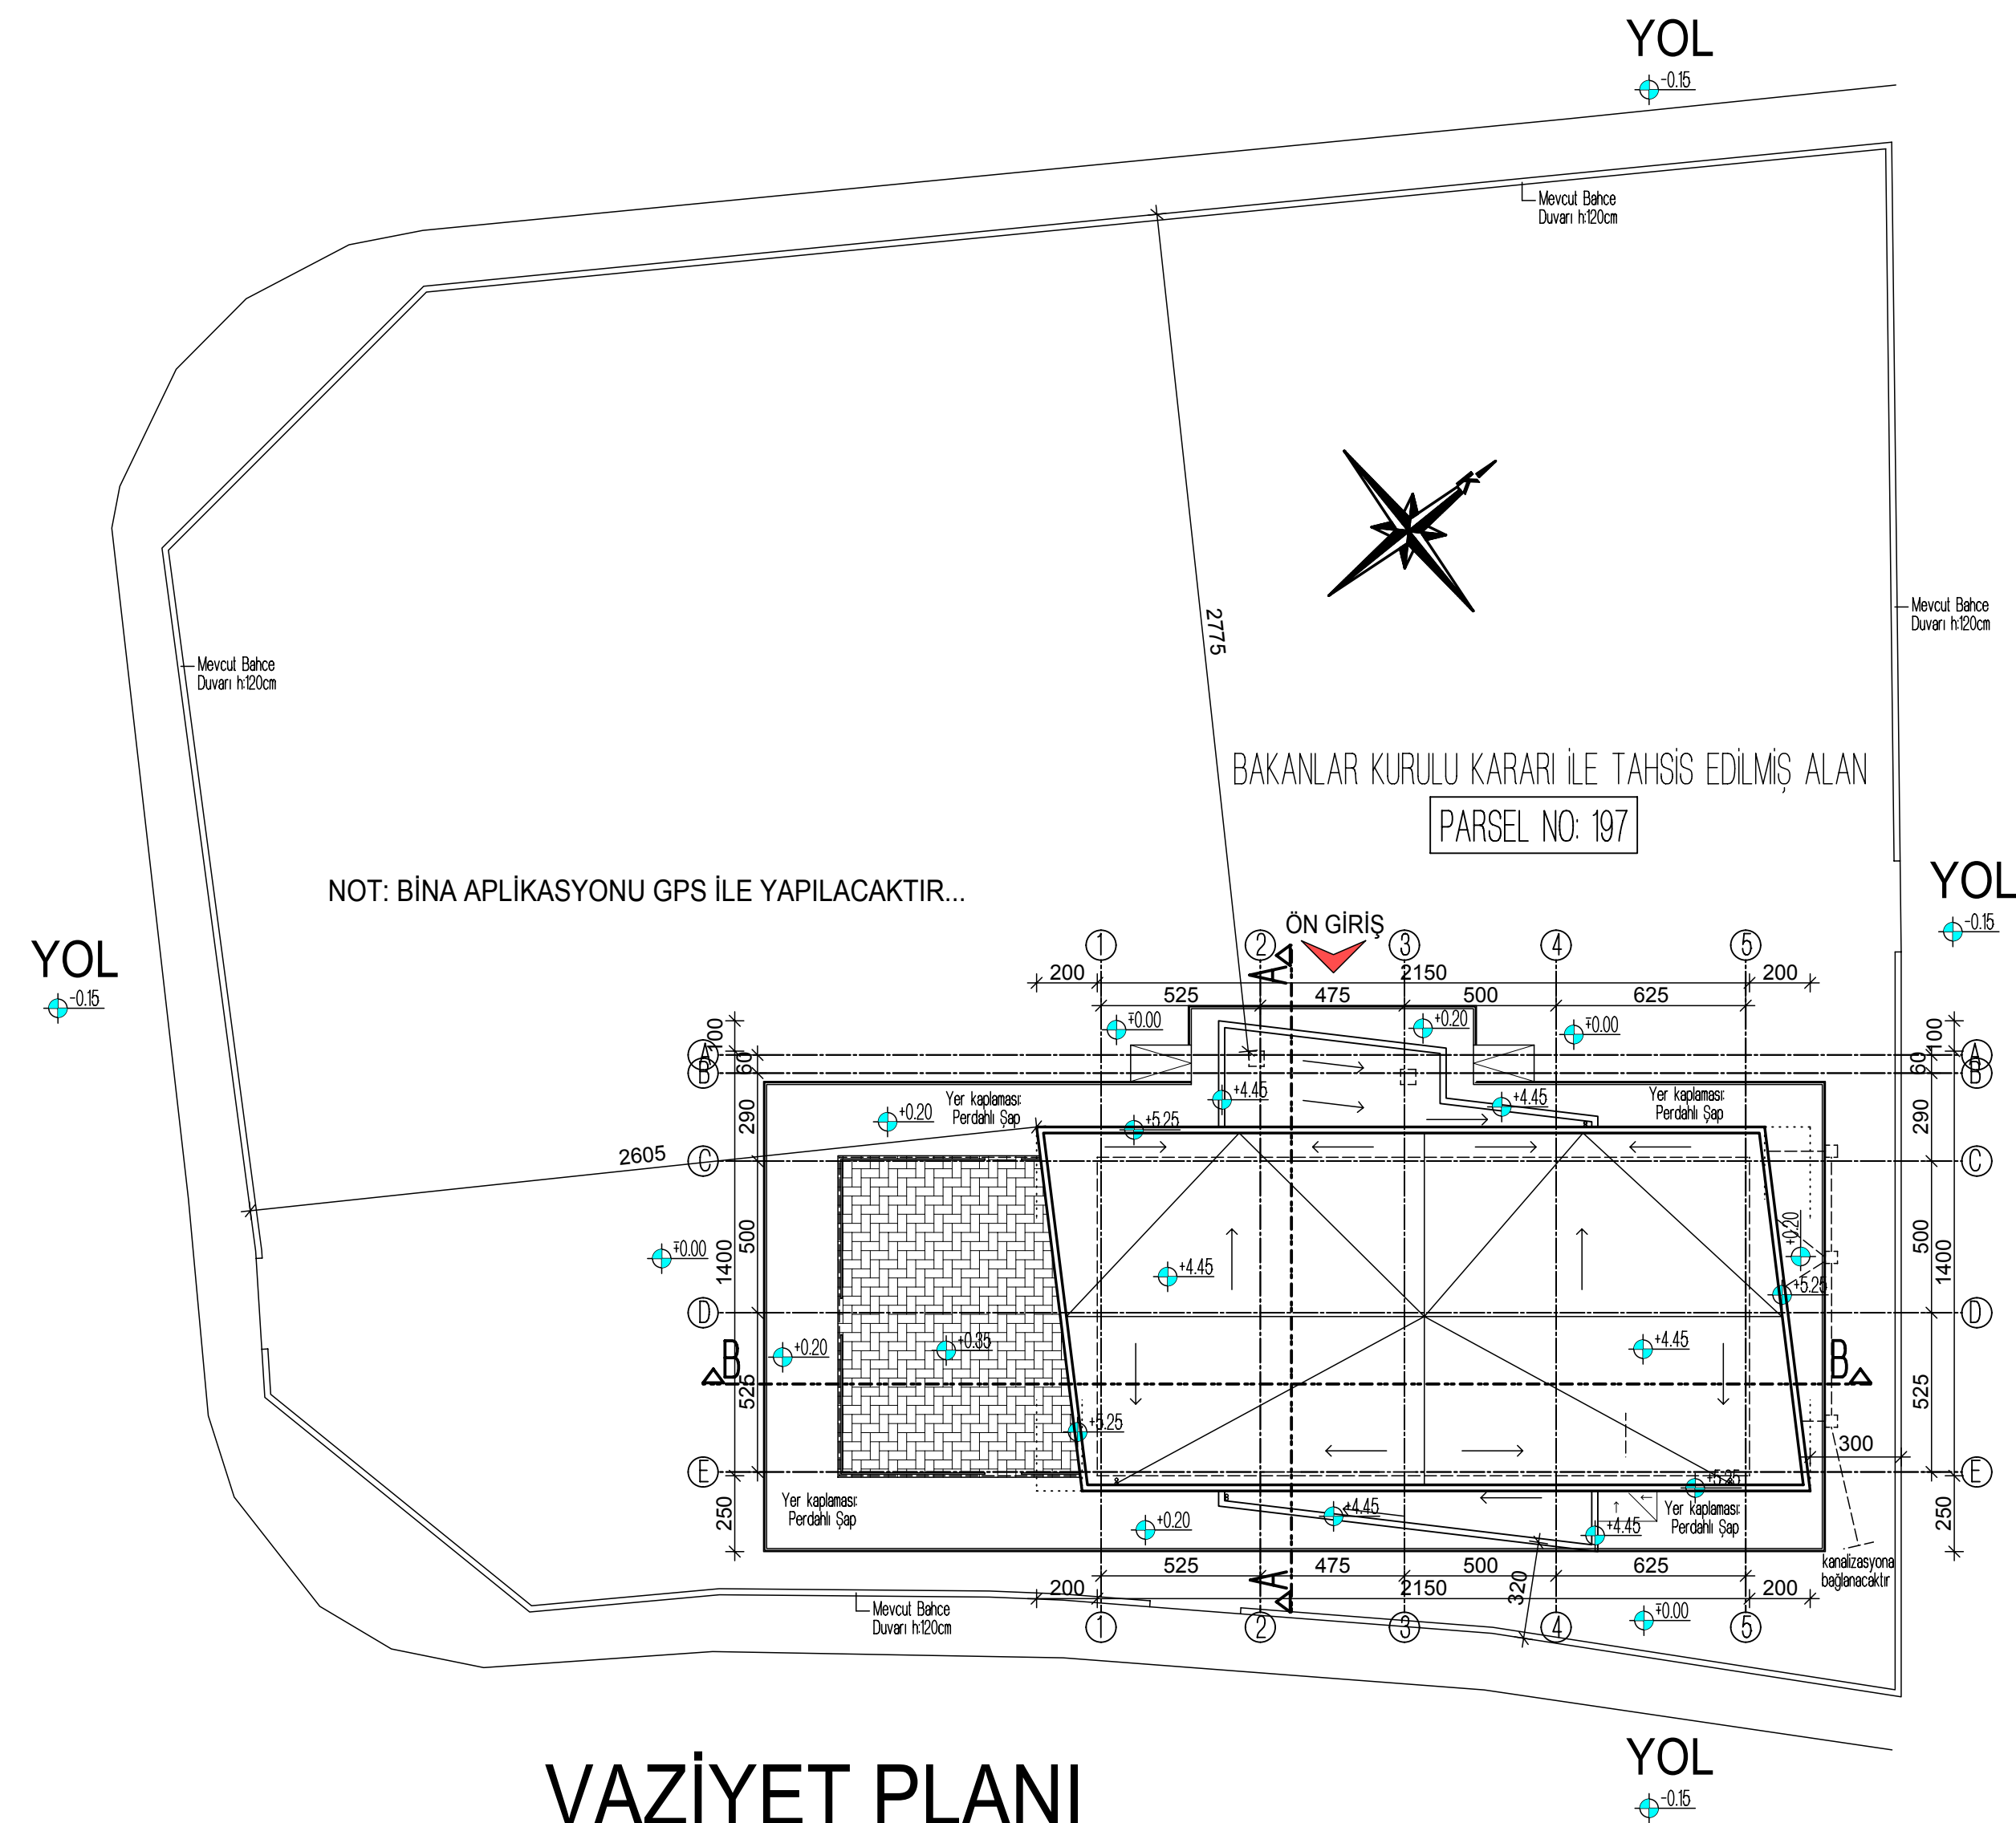 YOL
-0.15
Mevcut Bahce
Duvarı h:120cm
2775
Mevcut Bahce
Duvarı h:120cm
Mevcut Bahce
Duvarı h:120cm
BAKANLAR KURULU KARARI İLE TAHSİS EDİLMİŞ ALAN
PARSEL NO: 197
NOT: BİNA APLİKASYONU GPS İLE YAPILACAKTIR...
YOL
-0.15
YOL
-0.15
ÖN GİRİŞ
1 2 3 4 5
A
200 2150 200
525 475 500 625
∓0.00 +0.20 ∓0.00
100 100
A 60 60 A
B B
+4.45 +4.45
Yer kaplaması:
Perdahlı Şap
Yer kaplaması:
Perdahlı Şap
+0.20
+5.25
290 290
2605
C C
+0.20
∓0.00
500 1400 500 1400
+4.45
+5.25
D D
+0.20 +0.35 +4.45
B B
525 525
+5.25
300
E E
+5.25
Yer kaplaması:
Perdahlı Şap
Yer kaplaması:
Perdahlı Şap
250 250
+0.20 +4.45 +4.45
kanalizasyona
bağlanacaktır
525 475 500 625
A
200 2150 320 200
Mevcut Bahce
Duvarı h:120cm
∓0.00
1 2 3 4 5
YOL
-0.15
VAZİYET PLANI